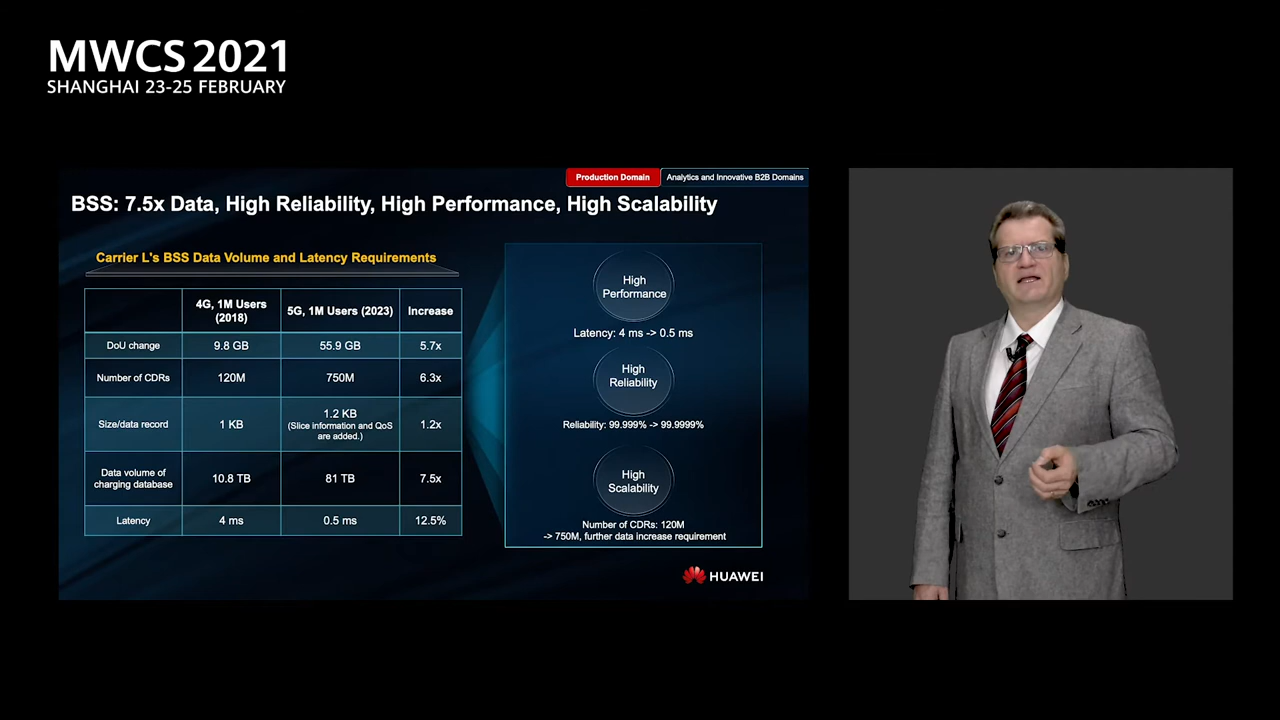 MWCS 2021
SHANGHAI 23-25 FEBRUARY
Production Domain
Analytics and Innovative B2B Domains
BSS: 7.5x Data, High Reliability, High Performance, High Scalability
Carrier L's BSS Data Volume and Latency Requirements
4G, 1M Users
(2018)
5G, 1M Users (2023)
Increase
DoU change
9.8 GB
55.9 GB
5.7x
Number of CDRs
120M
750M
6.3x
Size/data record
1 KB
1.2 KB
(Slice information and QoS
are added.)
1.2x
Data volume of
charging database
10.8 TB
81 TB
7.5x
Latency
4 ms
0.5 ms
12.5%
High
Performance
Latency: 4 ms -> 0.5 ms
High
Reliability
Reliability: 99.999% -> 99.9999%
High
Scalability
Number of CDRs: 120M
-> 750M, further data increase requirement
HUAWEI